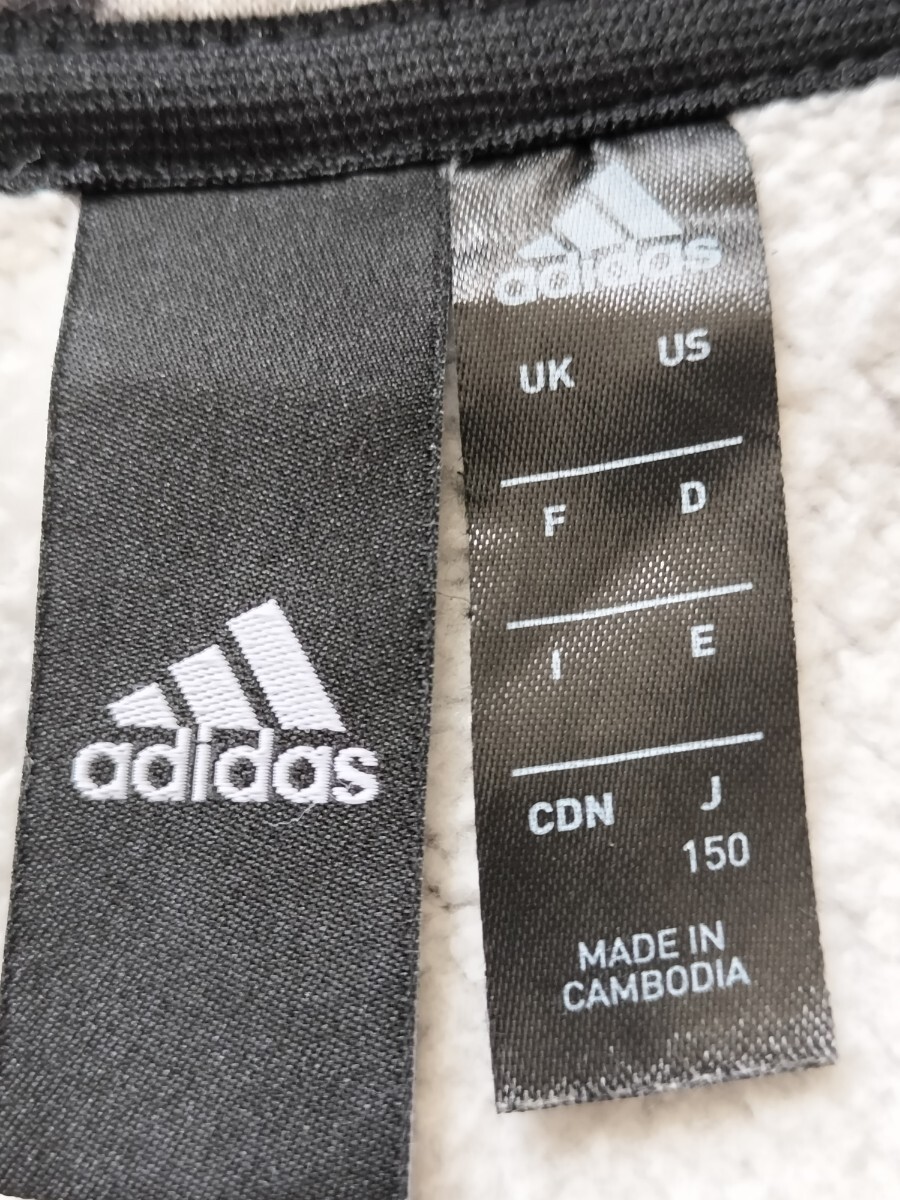 adidas
adidas
UK US
F D
I E
CDN J
150
MADE IN
CAMBODIA